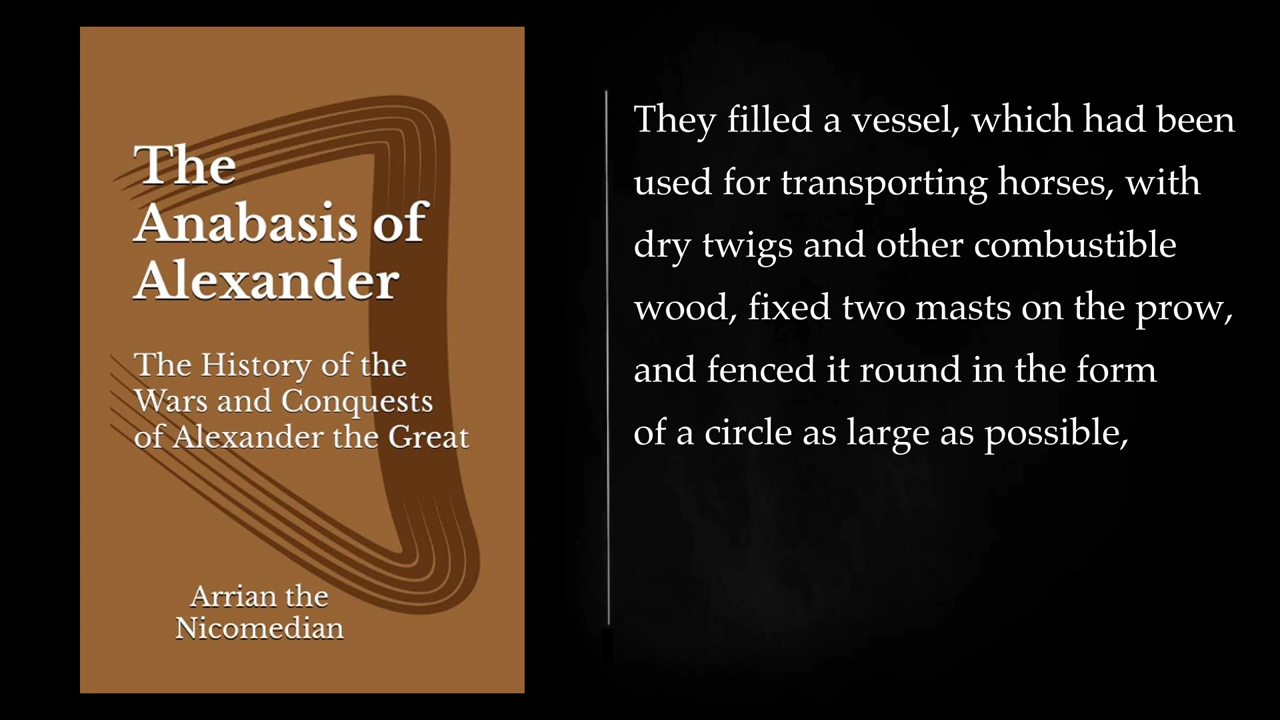 The
Anabasis of
Alexander
The History of the
Wars and Conquests
of Alexander the Great
Arrian the
Nicomedian
They filled a vessel, which had been
used for transporting horses, with
dry twigs and other combustible
wood, fixed two masts on the prow,
and fenced it round in the form
of a circle as large as possible,